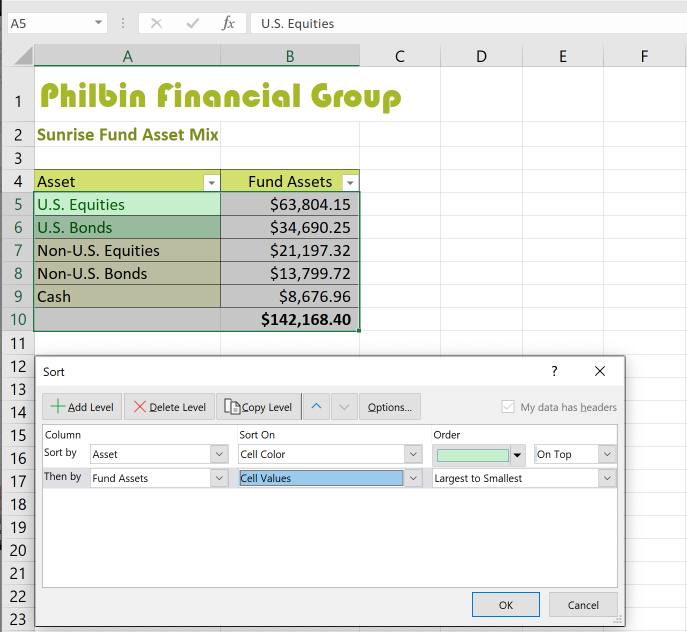 A5 fx U.S. Equities
A B C D E F
1 Philbin Financial Group
2 Sunrise Fund Asset Mix
3
4 Asset Fund Assets
5 U.S. Equities $63,804.15
6 U.S. Bonds $34,690.25
7 Non-U.S. Equities $21,197.32
8 Non-U.S. Bonds $13,799.72
9 Cash $8,676.96
10 $142,168.40
11
12 Sort ?
13
14 Add Level Delete Level Copy Level Options... My data has headers
15 Column Sort On Order
16 Sort by Asset Cell Color On Top
17 Then by Fund Assets Cell Values Largest to Smallest
18
19
20
21
22 OK Cancel
23